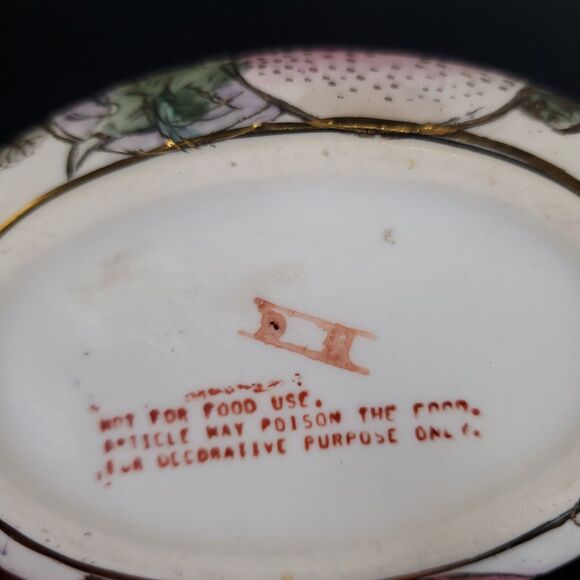 NOT FOR FOOD USE.
ARTICLE MAY POISON THE FOOD.
FOR DECORATIVE PURPOSE ONLY.